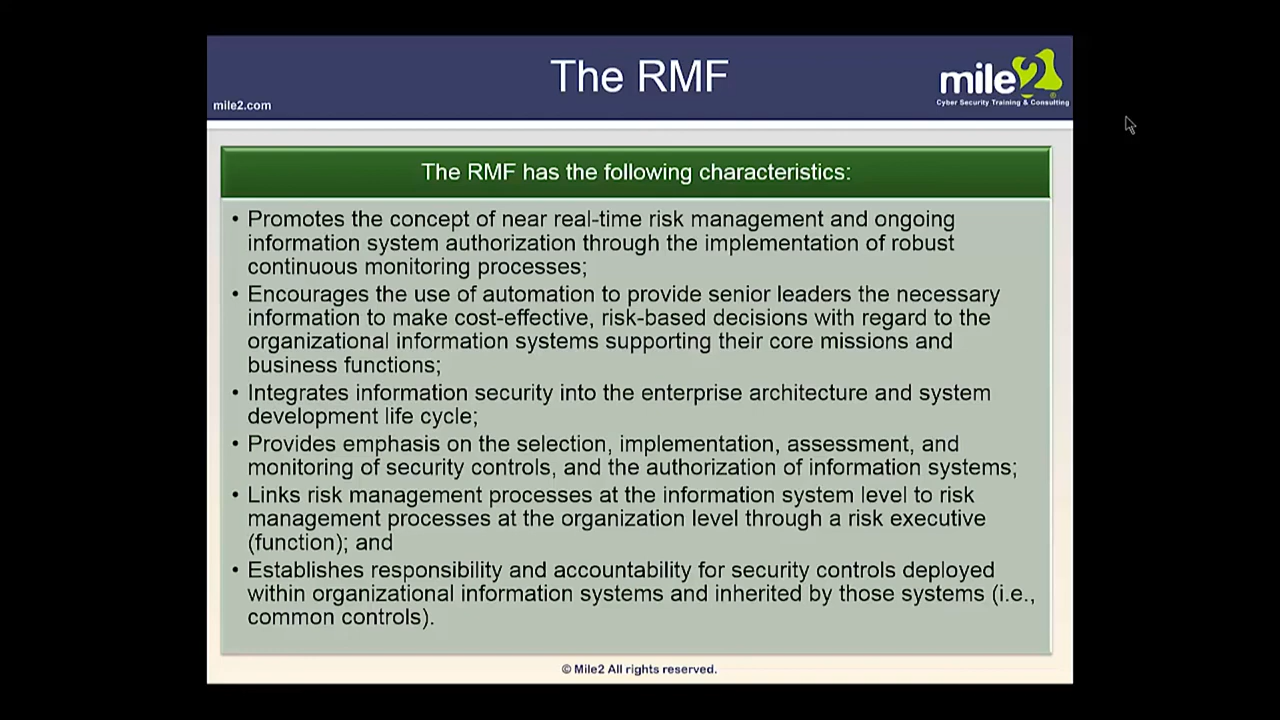 The RMF
mile2
Cyber Security Training & Consulting
mile2.com
The RMF has the following characteristics:
• Promotes the concept of near real-time risk management and ongoing
information system authorization through the implementation of robust
continuous monitoring processes;
• Encourages the use of automation to provide senior leaders the necessary
information to make cost-effective, risk-based decisions with regard to the
organizational information systems supporting their core missions and
business functions;
• Integrates information security into the enterprise architecture and system
development life cycle;
• Provides emphasis on the selection, implementation, assessment, and
monitoring of security controls, and the authorization of information systems;
• Links risk management processes at the information system level to risk
management processes at the organization level through a risk executive
(function); and
• Establishes responsibility and accountability for security controls deployed
within organizational information systems and inherited by those systems (i.e.,
common controls).
© Mile2 All rights reserved.